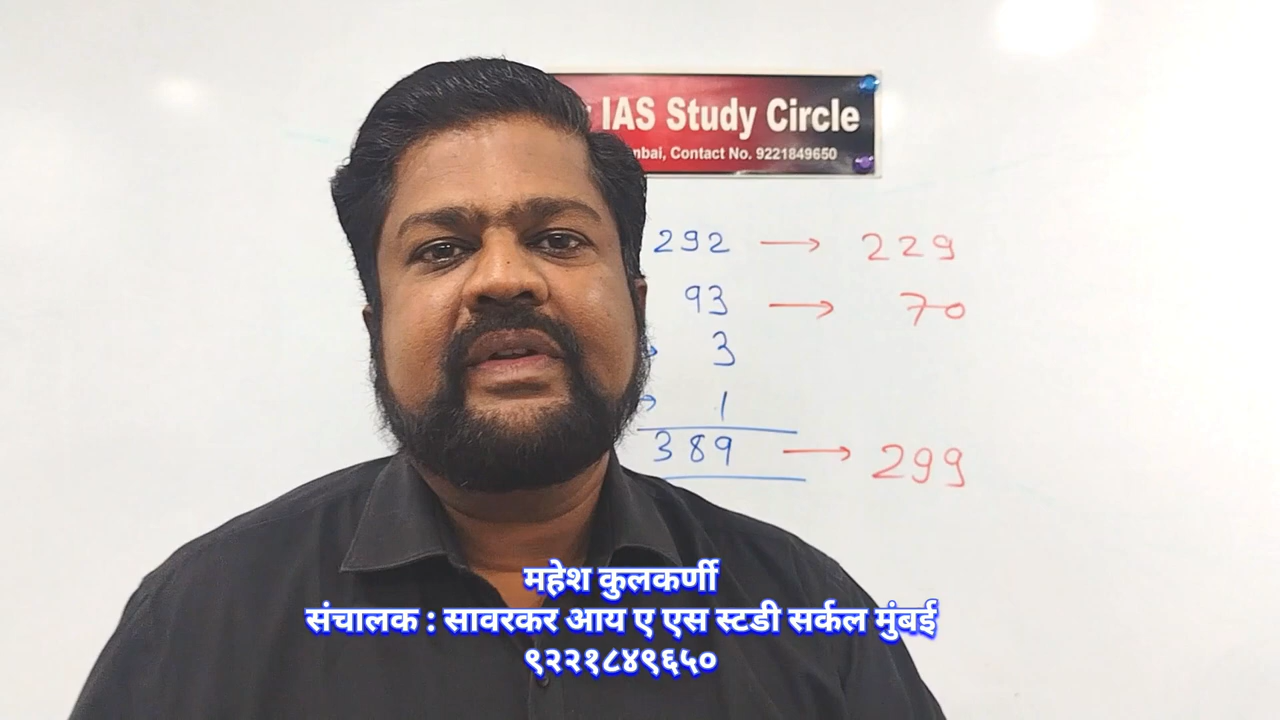 IAS Study Circle
Contact No. 9221849650
292 → 229
93 → 70
→ 3
→ 1
389 → 299
महेश कुलकर्णी
संचालक : सावरकर आय ए एस स्टडी सर्कल मुंबई
९२२१८४९६५०